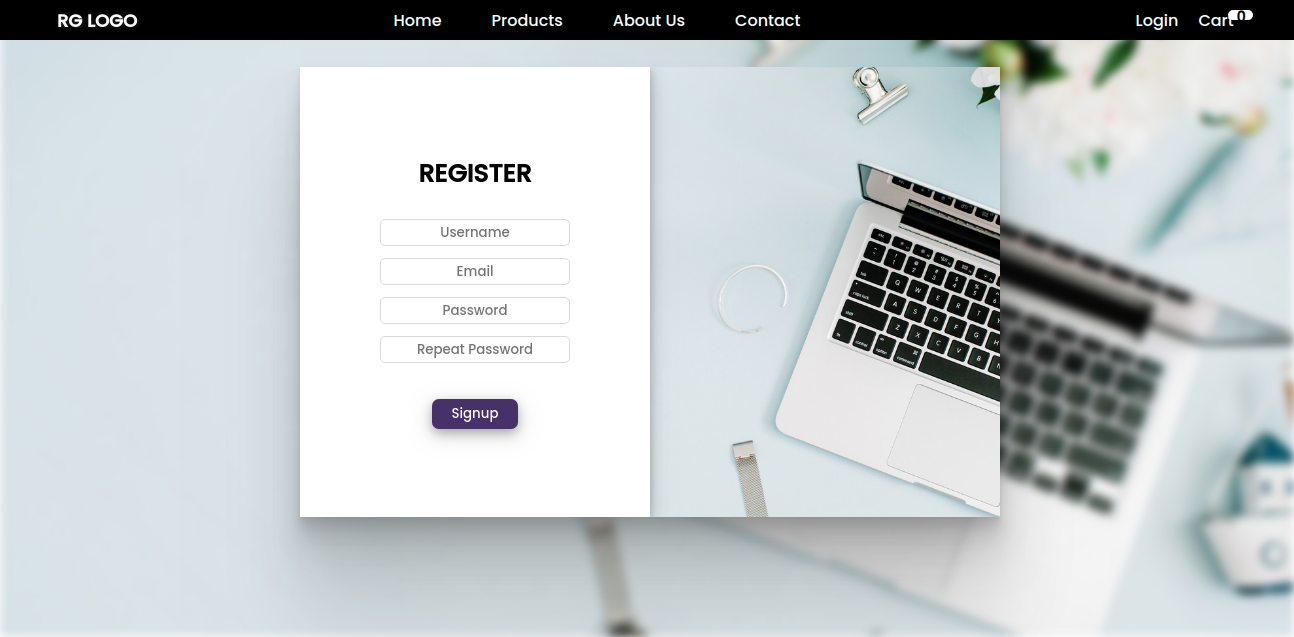 RG LOGO Home Products About Us Contact Login Cart 0
REGISTER
Username
Email
Password
Repeat Password
Signup